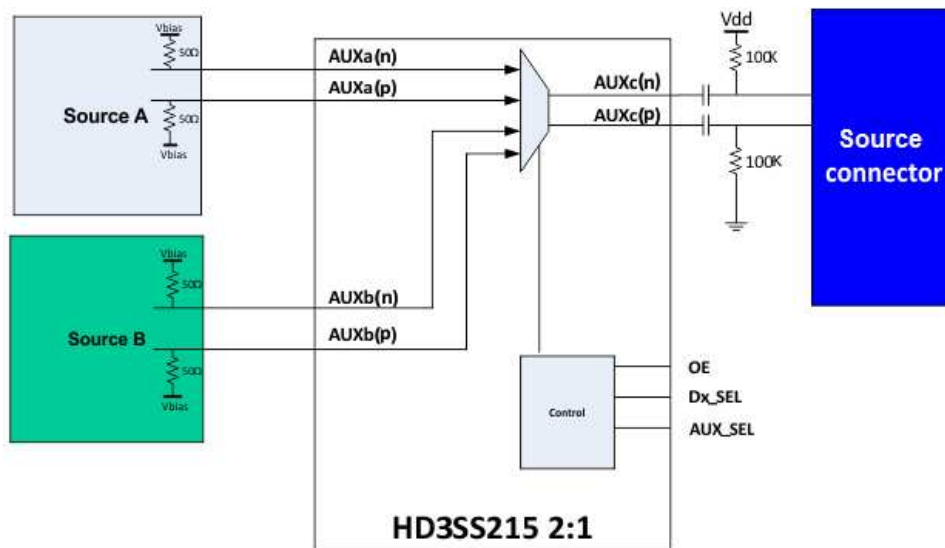 Vbias
50Ω
Source A
50Ω
Vbias
Vbias
50Ω
Source B
50Ω
Vbias
AUXa(n)
AUXa(p)
AUXb(n)
AUXb(p)
AUXc(n)
AUXc(p)
Control
OE
Dx_SEL
AUX_SEL
HD3SS215 2:1
Vdd
100K
100K
Source
connector